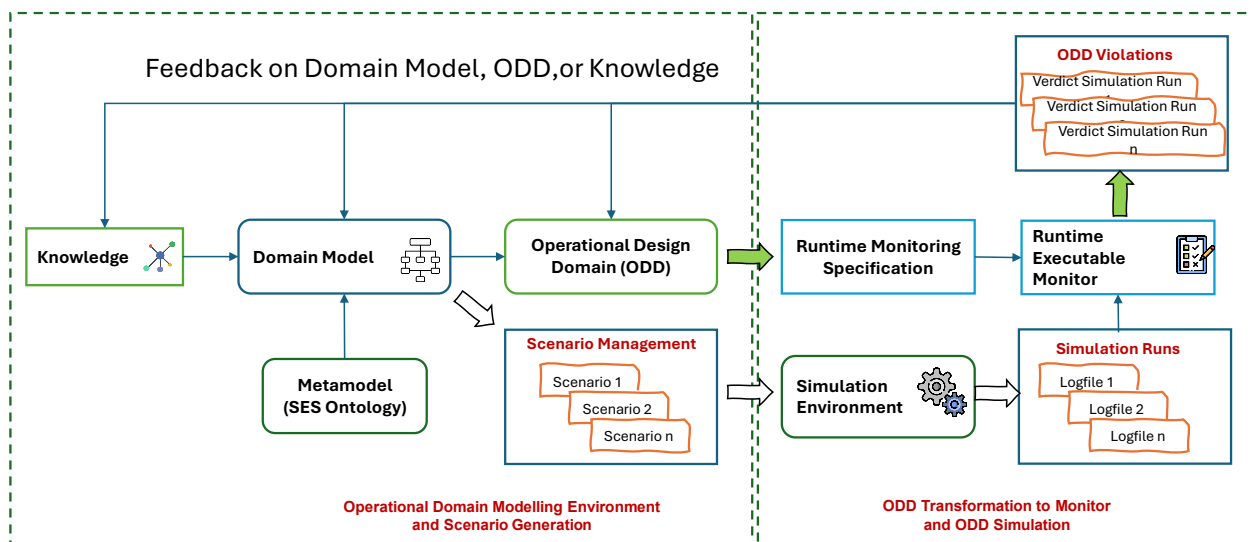 ODD Violations
Feedback on Domain Model, ODD,or Knowledge
Verdict Simulation Run
Verdict Simulation Run
Verdict Simulation Run
n
Knowledge
Domain Model
Operational Design
Domain (ODD)
Runtime Monitoring
Specification
Runtime
Executable
Monitor
Metamodel
(SES Ontology)
Scenario Management
Scenario 1
Scenario 2
Scenario n
Simulation
Environment
Simulation Runs
Logfile 1
Logfile 2
Logfile n
Operational Domain Modelling Environment
and Scenario Generation
ODD Transformation to Monitor
and ODD Simulation